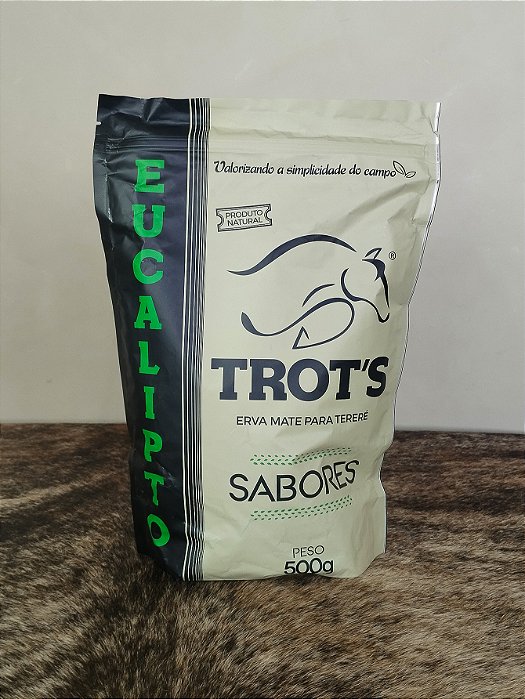 EUCALIPTO
Valorizando a simplicidade do campo
PRODUTO
NATURAL
®
TROT'S
ERVA MATE PARA TERERÉ
SABORES
PESO
500g